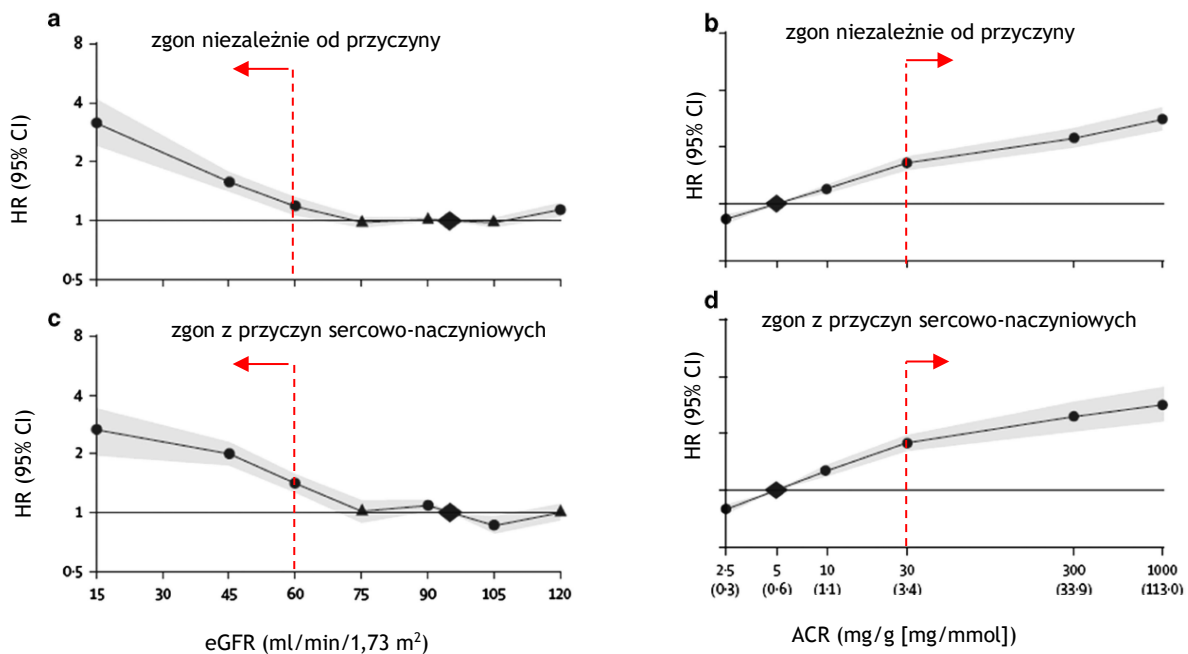 a
zgon niezależnie od przyczyny
8
4
2
1
0·5
HR (95% CI)
b
zgon niezależnie od przyczyny
HR (95% CI)
c
zgon z przyczyn sercowo-naczyniowych
8
4
2
1
0·5
HR (95% CI)
15 30 45 60 75 90 105 120
eGFR (ml/min/1,73 m²)
d
zgon z przyczyn sercowo-naczyniowych
HR (95% CI)
2·5 5 10 30 300 1000
(0·3) (0·6) (1·1) (3·4) (33·9) (113·0)
ACR (mg/g [mg/mmol])